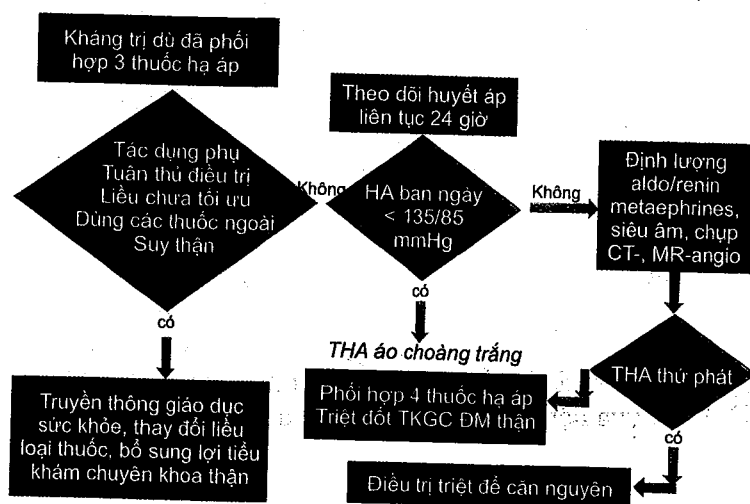 Kháng trị dù đã phối
hợp 3 thuốc hạ áp
Tác dụng phụ
Tuân thủ điều trị
Liều chưa tối ưu
Dùng các thuốc ngoài
Suy thận
Không
có
Truyền thông giáo dục
sức khỏe, thay đổi liều
loại thuốc, bổ sung lợi tiểu
khám chuyên khoa thận
Theo dõi huyết áp
liên tục 24 giờ
HA ban ngày
< 135/85
mmHg
Không
có
THA áo choàng trắng
Định lượng
aldo/renin
metaephrines,
siêu âm, chụp
CT-, MR-angio
THA thứ phát
Phối hợp 4 thuốc hạ áp
Triệt đốt TKGC ĐM thận
có
Điều trị triệt để căn nguyên